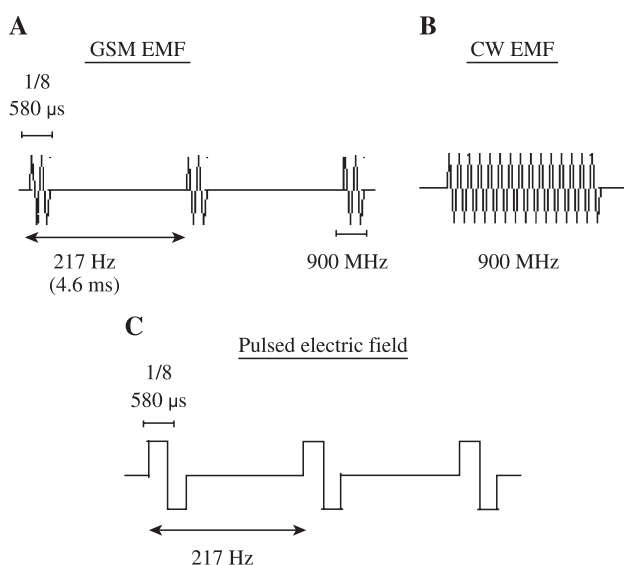 A
GSM EMF
1/8
580 µs
217 Hz
(4.6 ms)
900 MHz
B
CW EMF
900 MHz
C
Pulsed electric field
1/8
580 µs
217 Hz